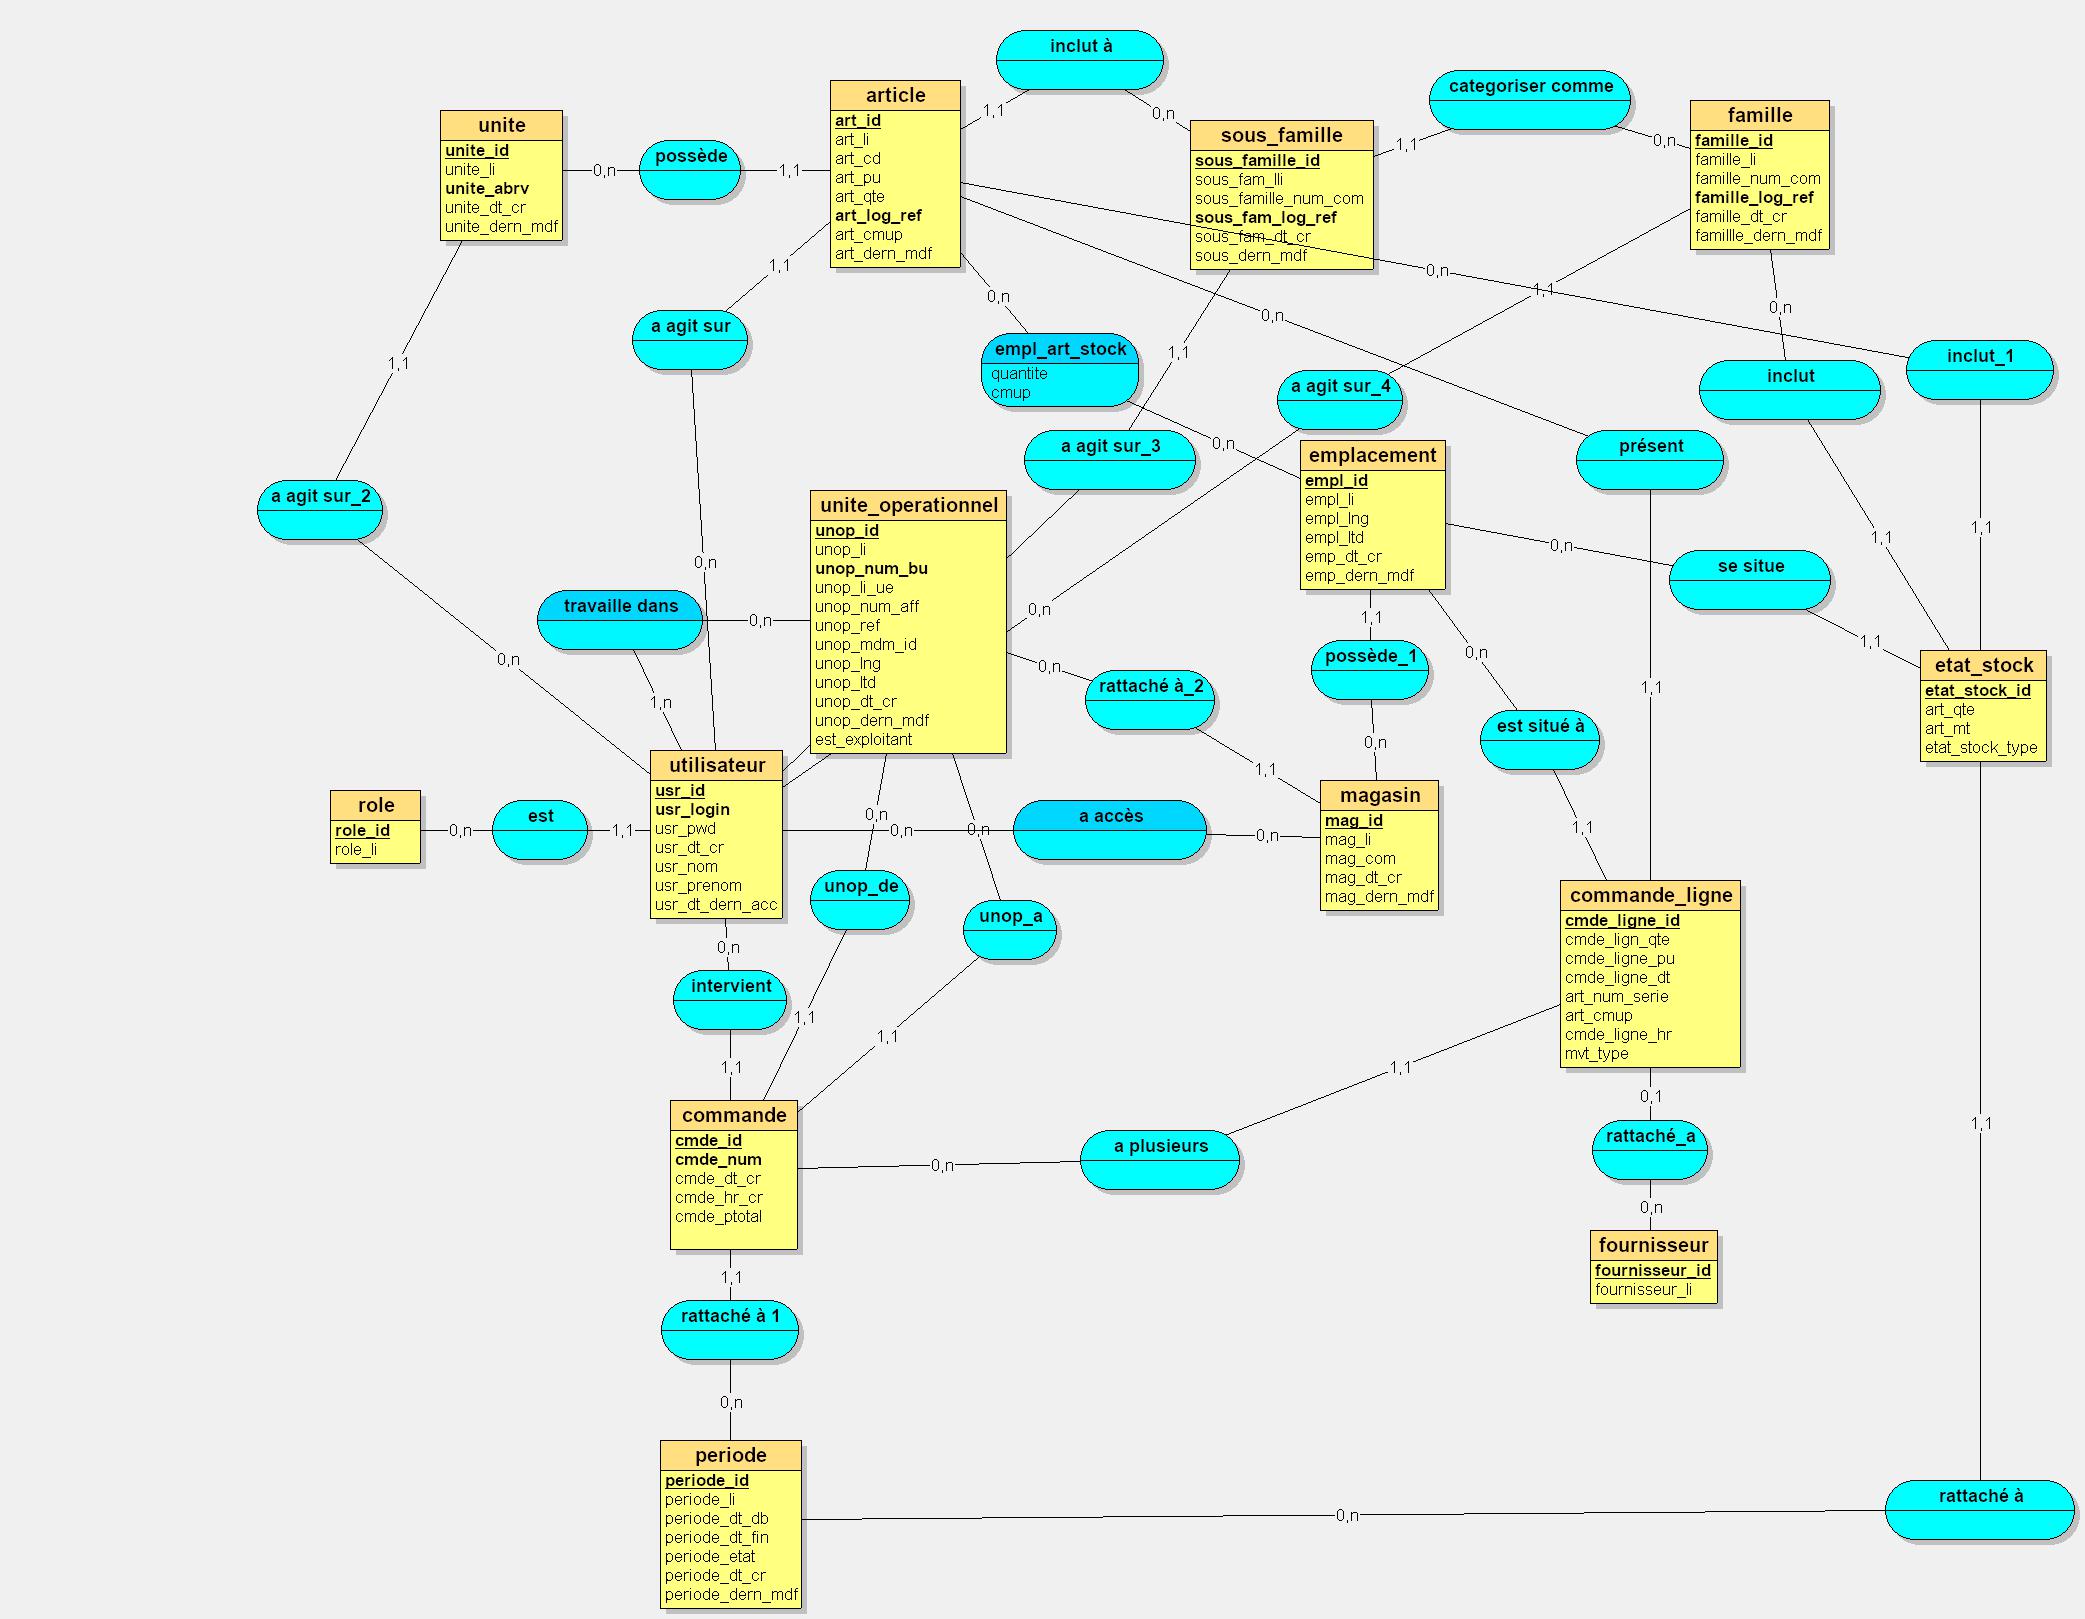 inclut à
1,1
0,n
categoriser comme
1,1
0,n
article
art_id
art_li
art_cd
art_pu
art_qte
art_log_ref
art_cmup
art_dern_mdf
unite
unite_id
unite_li
unite_abrv
unite_dt_cr
unite_dern_mdf
possède
0,n
1,1
sous_famille
sous_famille_id
sous_fam_lli
sous_famille_num_com
sous_fam_log_ref
sous_fam_dt_cr
sous_dern_mdf
famille
famille_id
famille_li
famille_num_com
famille_log_ref
famille_dt_cr
famillle_dern_mdf
1,1
0,n
0,n
1,1
0,n
0,n
1,1
1,1
a agit sur
empl_art_stock
quantite
cmup
a agit sur_4
inclut
inclut_1
0,n
a agit sur_3
présent
emplacement
empl_id
empl_li
empl_lng
empl_ltd
emp_dt_cr
emp_dern_mdf
a agit sur_2
unite_operationnel
unop_id
unop_li
unop_num_bu
unop_li_ue
unop_num_aff
unop_ref
unop_mdm_id
unop_lng
unop_ltd
unop_dt_cr
unop_dern_mdf
est_exploitant
1,1
1,1
0,n
0,n
se situe
travaille dans
0,n
0,n
1,1
1,1
0,n
0,n
0,n
1,n
possède_1
rattaché à_2
1,1
etat_stock
etat_stock_id
art_qte
art_mt
etat_stock_type
est situé à
0,n
1,1
utilisateur
usr_id
usr_login
usr_pwd
usr_dt_cr
usr_nom
usr_prenom
usr_dt_dern_acc
role
role_id
role_li
est
0,n
1,1
magasin
mag_id
mag_li
mag_com
mag_dt_cr
mag_dern_mdf
a accès
0,n
0,n
0,n
0,n
1,1
unop_de
unop_a
commande_ligne
cmde_ligne_id
cmde_lign_qte
cmde_ligne_pu
cmde_ligne_dt
art_num_serie
art_cmup
cmde_ligne_hr
mvt_type
0,n
intervient
1,1
1,1
1,1
1,1
0,1
1,1
commande
cmde_id
cmde_num
cmde_dt_cr
cmde_hr_cr
cmde_ptotal
a plusieurs
0,n
rattaché_a
0,n
fournisseur
fournisseur_id
fournisseur_li
1,1
rattaché à 1
0,n
periode
periode_id
periode_li
periode_dt_db
periode_dt_fin
periode_etat
periode_dt_cr
periode_dern_mdf
0,n
rattaché à